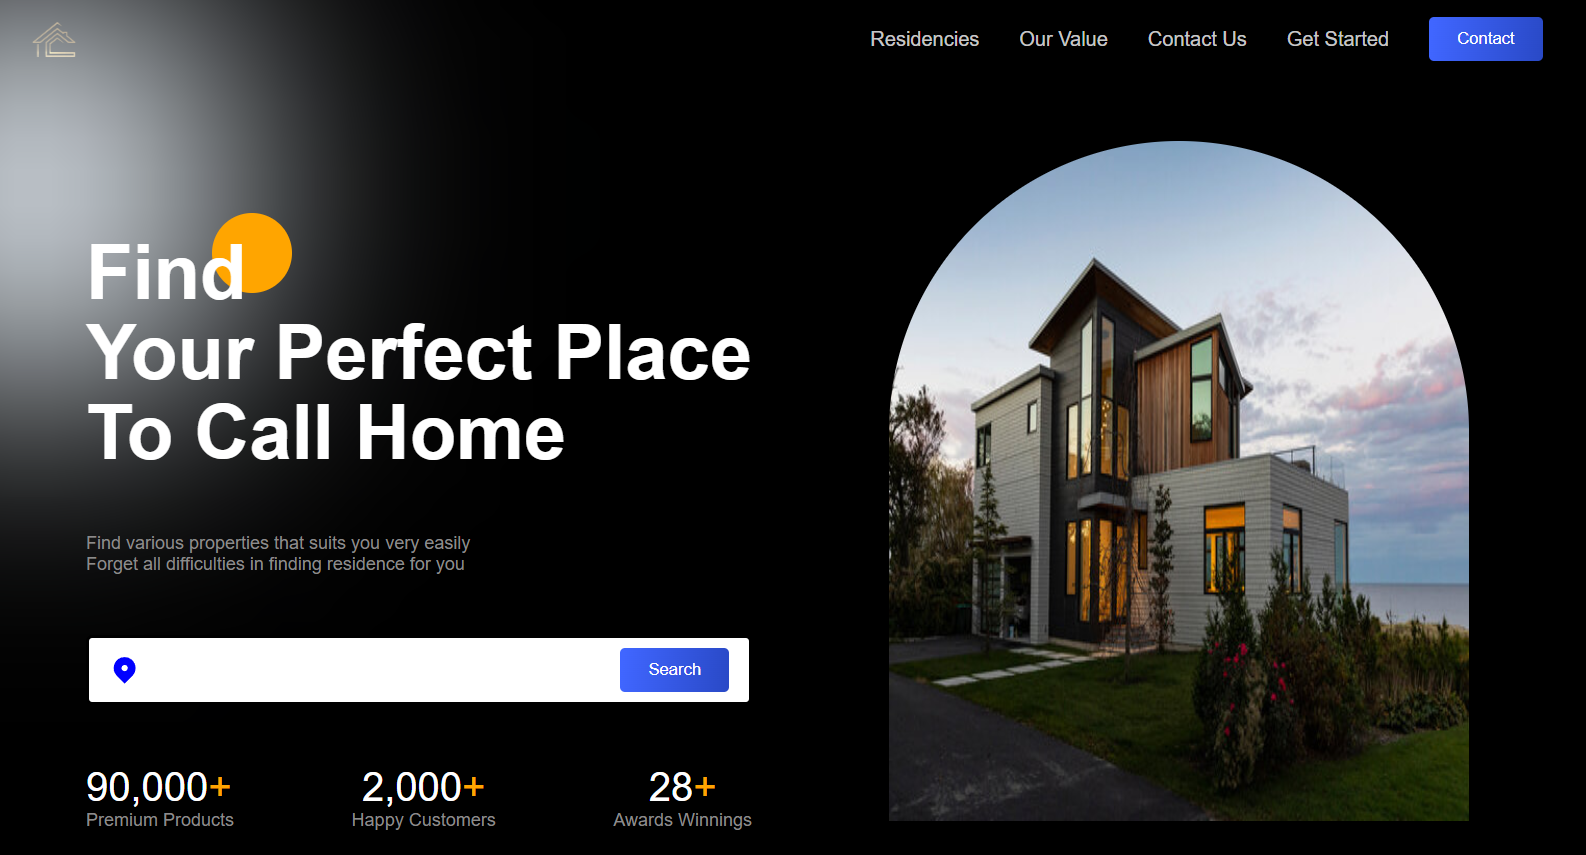 Residencies
Our Value
Contact Us
Get Started
Contact
Find
Your Perfect Place
To Call Home
Find various properties that suits you very easily
Forget all difficulties in finding residence for you
Search
90,000+
Premium Products
2,000+
Happy Customers
28+
Awards Winnings